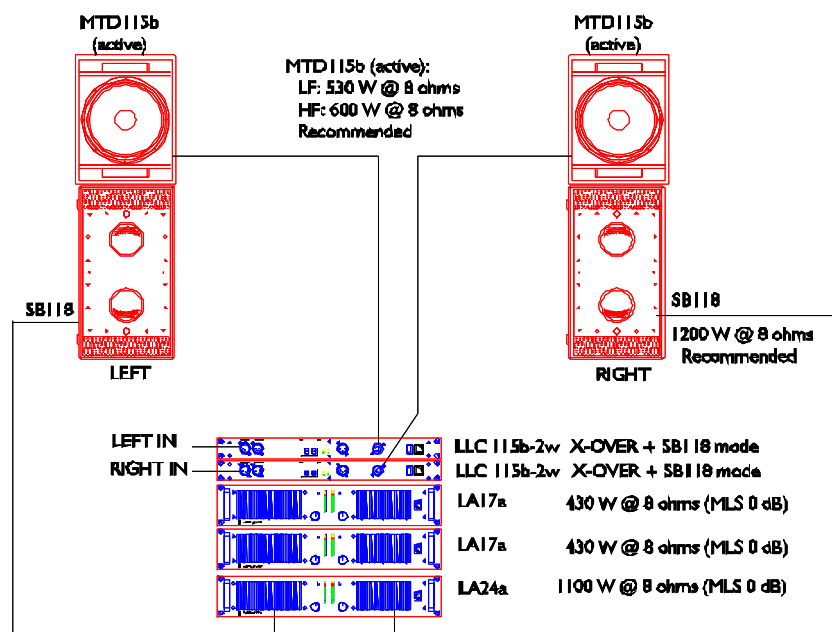 MTD115b
(active)
MTD115b
(active)
MTD115b (active):
LF: 530 W @ 8 ohms
HF: 600 W @ 8 ohms
Recommended
SB118
LEFT
SB118
1200 W @ 8 ohms
Recommended
RIGHT
LEFT IN
LLC 115b-2w X-OVER + SB118 mode
RIGHT IN
LLC 115b-2w X-OVER + SB118 mode
LA17a 430 W @ 8 ohms (MLS 0 dB)
LA17a 430 W @ 8 ohms (MLS 0 dB)
LA24a 1100 W @ 8 ohms (MLS 0 dB)